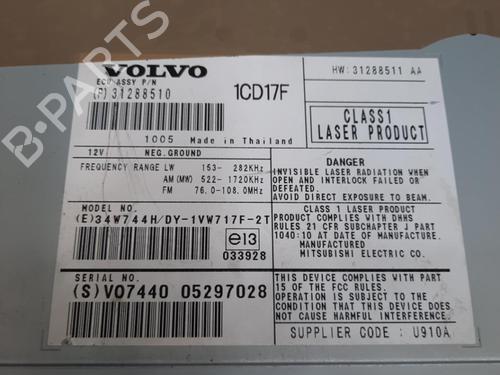 VOLVO
ECU ASSY P/N
(P) 31288510
1CD17F
HW: 31288511 AA
1005 Made in Thailand
CLASS1
LASER PRODUCT
12V NEG.GROUND
FREQUENCY RANGE LW 153- 282KHz
AM (MW) 522- 1720KHz
FM 76.0-108.0MHz
DANGER
INVISIBLE LASER RADIATION WHEN
OPEN AND INTERLOCK FAILED OR
DEFEATED.
AVOID DIRECT EXPOSURE TO BEAM.
MODEL NO.
(E)34W744H/DY-1VW717F-2T
e13
033928
CLASS 1 LASER PRODUCT
PRODUCT COMPLIES WITH DHHS
RULES 21 CFR SUBCHAPTER J PART
1040:10 AT DATE OF MANUFACTURE.
MANUFACTURED
MITSUBISHI ELECTRIC CO.
SERIAL NO.
(S) VO7440 05297028
THIS DEVICE COMPLIES WITH PART
15 OF THE FCC RULES.
OPERATION IS SUBJECT TO THE
CONDITION THAT THIS DEVICE DOES
NOT CAUSE HARMFUL INTERFERENCE.
SUPPLIER CODE : U910A
B-PARTS